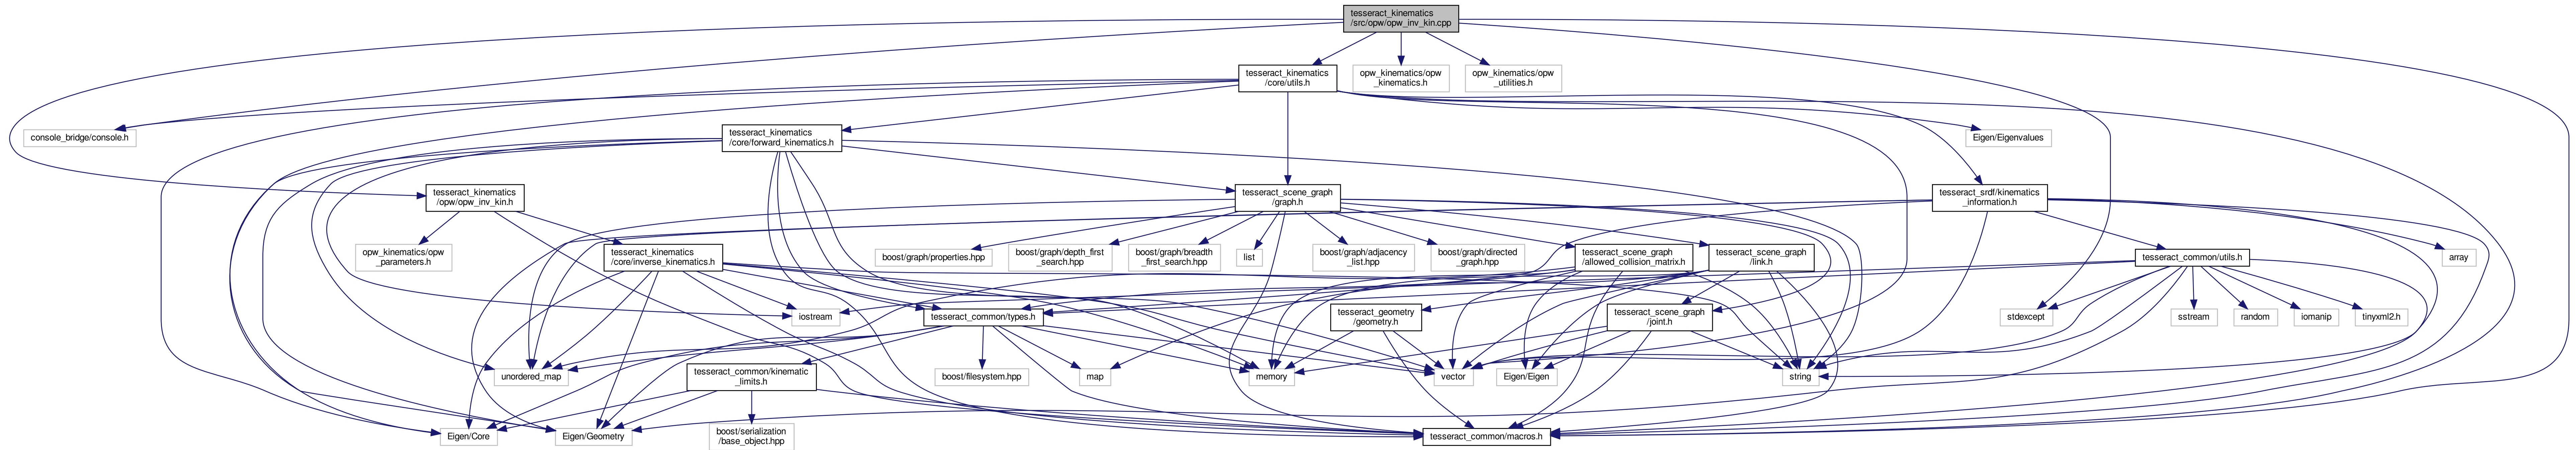 tesseract_kinematics
/src/opw/opw_inv_kin.cpp
tesseract_kinematics
/core/utils.h
opw_kinematics/opw
_kinematics.h
opw_kinematics/opw
_utilities.h
console_bridge/console.h
tesseract_kinematics
/core/forward_kinematics.h
Eigen/Eigenvalues
tesseract_kinematics
/opw/opw_inv_kin.h
tesseract_scene_graph
/graph.h
tesseract_srdf/kinematics
_information.h
opw_kinematics/opw
_parameters.h
tesseract_kinematics
/core/inverse_kinematics.h
boost/graph/properties.hpp
boost/graph/depth_first
_search.hpp
boost/graph/breadth
_first_search.hpp
list
boost/graph/adjacency
_list.hpp
boost/graph/directed
_graph.hpp
tesseract_scene_graph
/allowed_collision_matrix.h
tesseract_scene_graph
/link.h
tesseract_common/utils.h
array
iostream
tesseract_common/types.h
tesseract_geometry
/geometry.h
tesseract_scene_graph
/joint.h
stdexcept
sstream
random
iomanip
tinyxml2.h
unordered_map
tesseract_common/kinematic
_limits.h
boost/filesystem.hpp
map
memory
vector
Eigen/Eigen
string
Eigen/Core
Eigen/Geometry
boost/serialization
/base_object.hpp
tesseract_common/macros.h